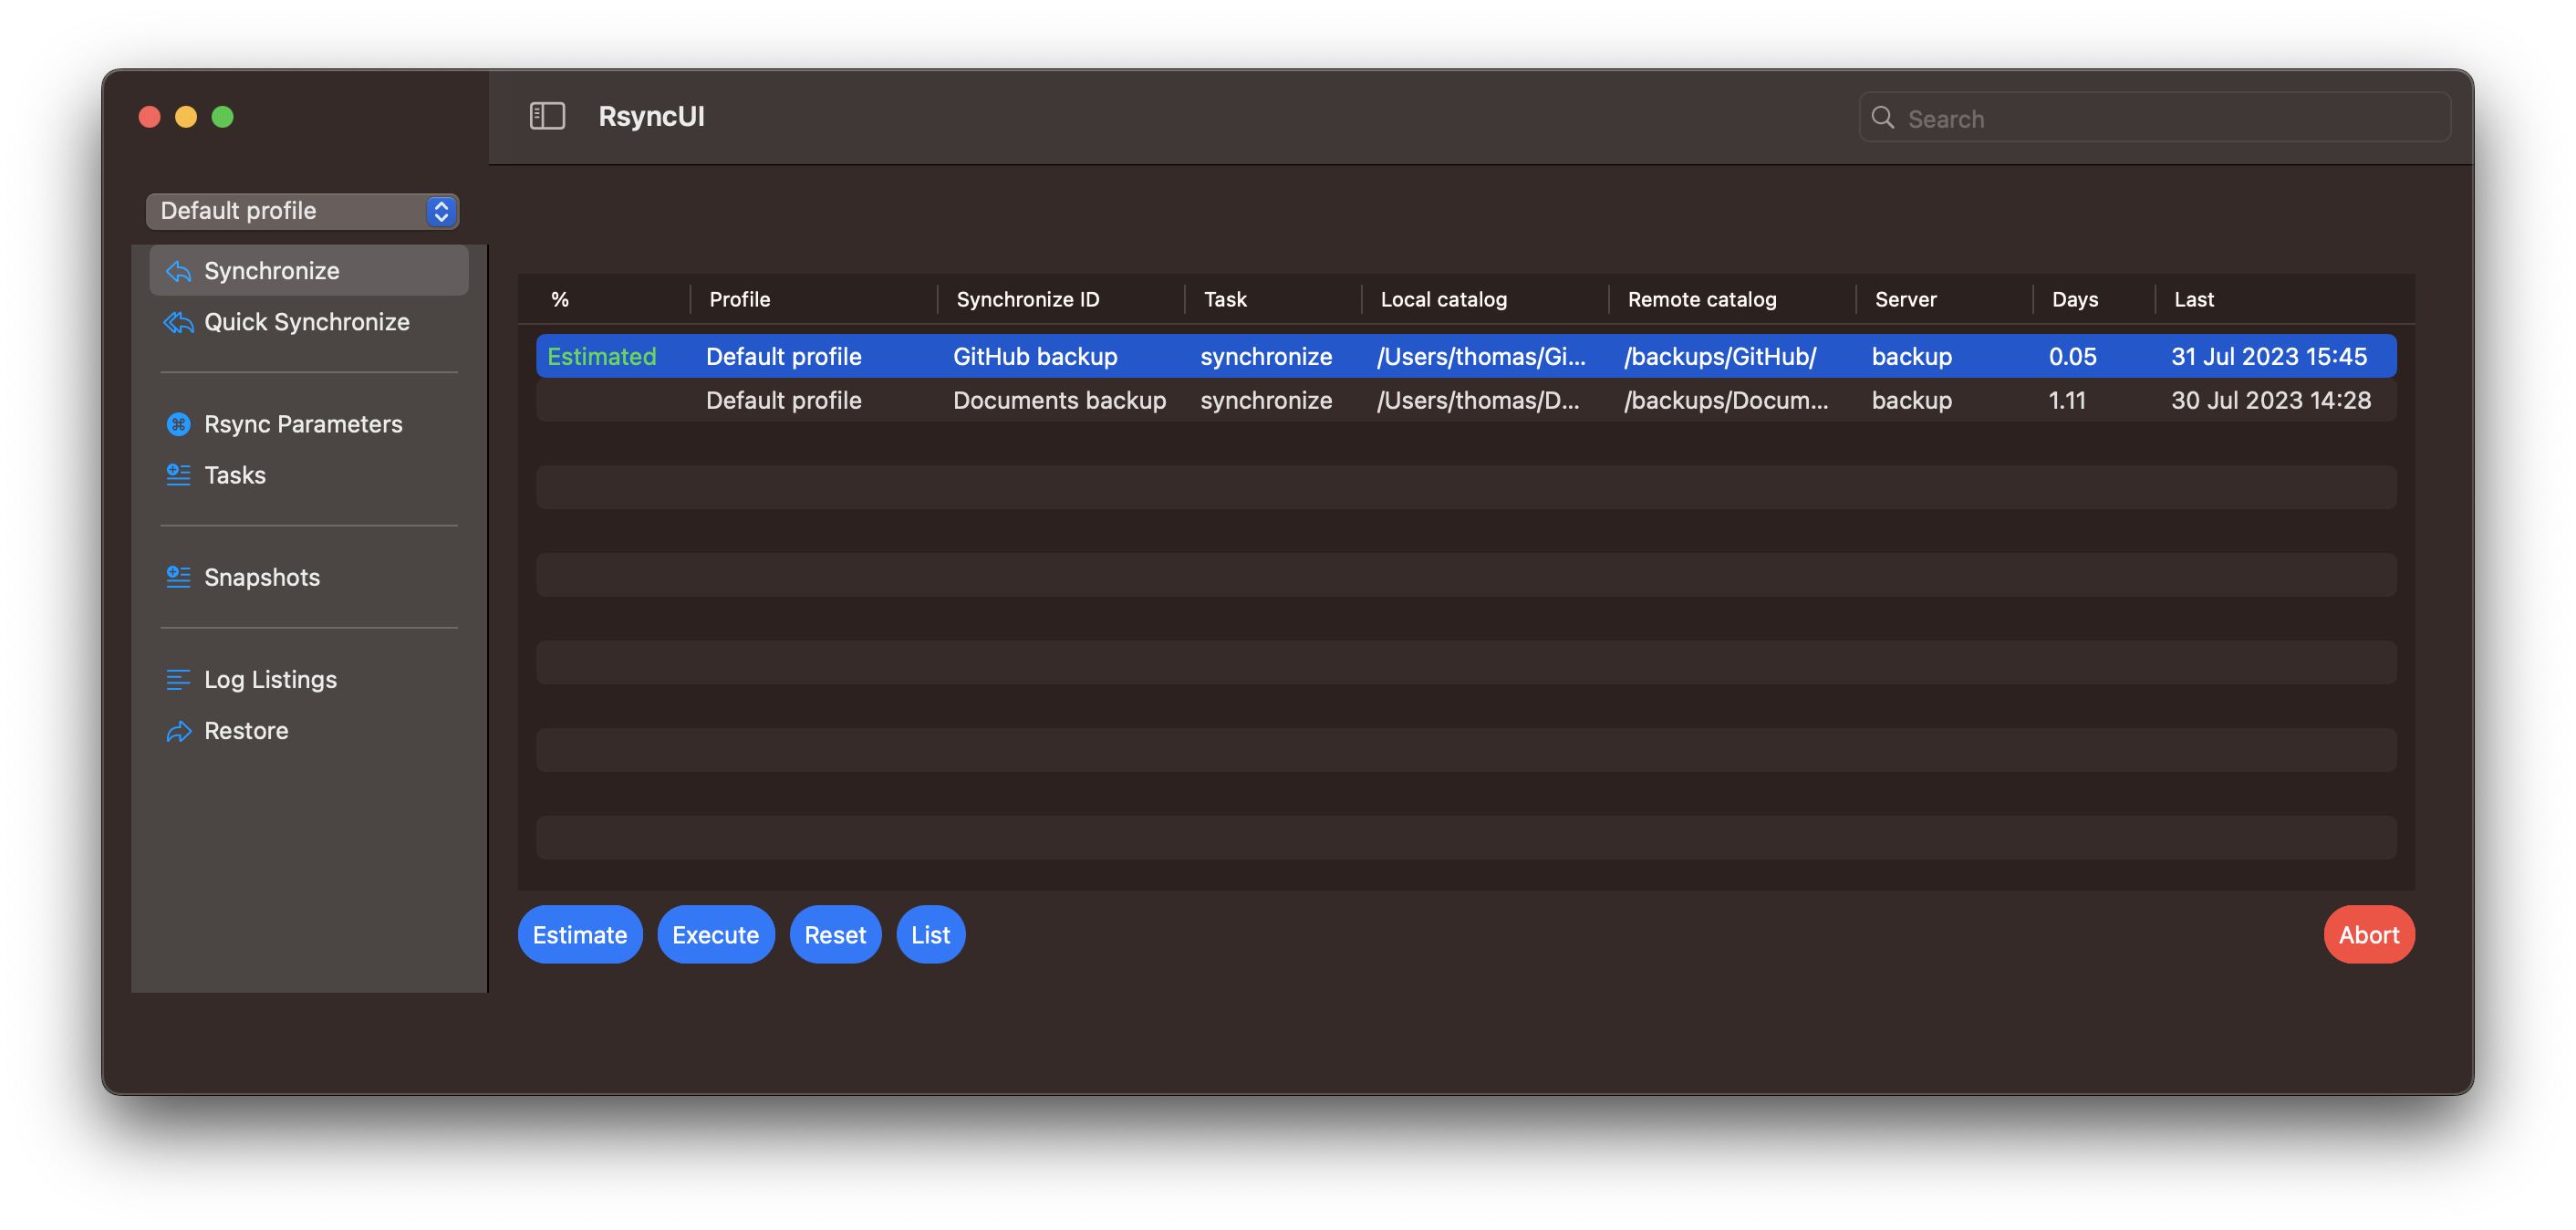 RsyncUI
Search
Default profile
Synchronize
Quick Synchronize
Rsync Parameters
Tasks
Snapshots
Log Listings
Restore
% Profile Synchronize ID Task Local catalog Remote catalog Server Days Last
Estimated Default profile GitHub backup synchronize /Users/thomas/Gi... /backups/GitHub/ backup 0.05 31 Jul 2023 15:45
Default profile Documents backup synchronize /Users/thomas/D... /backups/Docum... backup 1.11 30 Jul 2023 14:28
Estimate Execute Reset List Abort